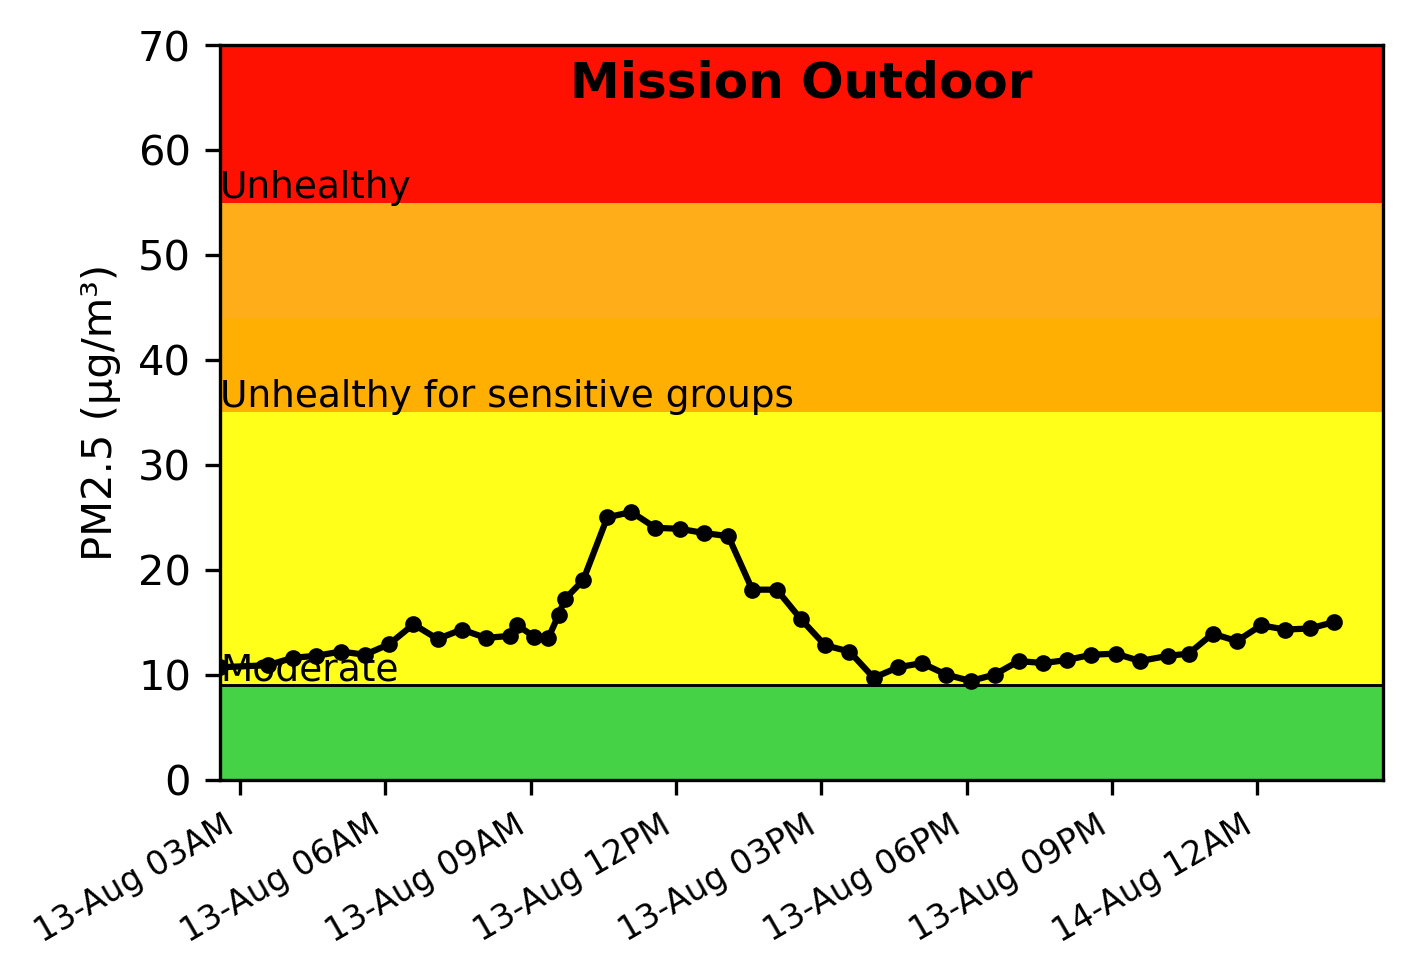 Mission Outdoor
PM2.5 (µg/m³)
70
60
50
40
30
20
10
0
Unhealthy
Unhealthy for sensitive groups
Moderate
13-Aug 03AM
13-Aug 06AM
13-Aug 09AM
13-Aug 12PM
13-Aug 03PM
13-Aug 06PM
13-Aug 09PM
14-Aug 12AM